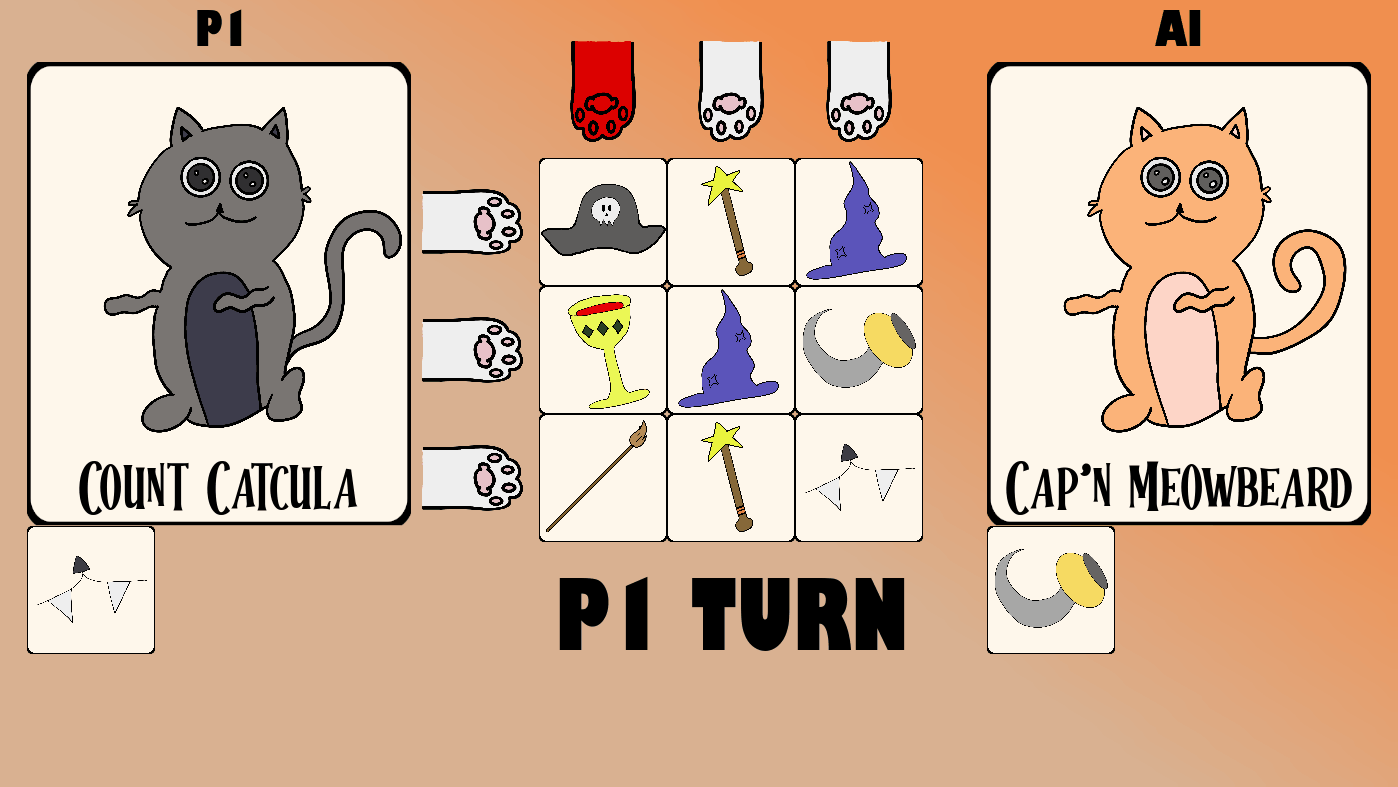 P1
AI
COUNT CATCULA
CAP'N MEOWBEARD
P1 TURN